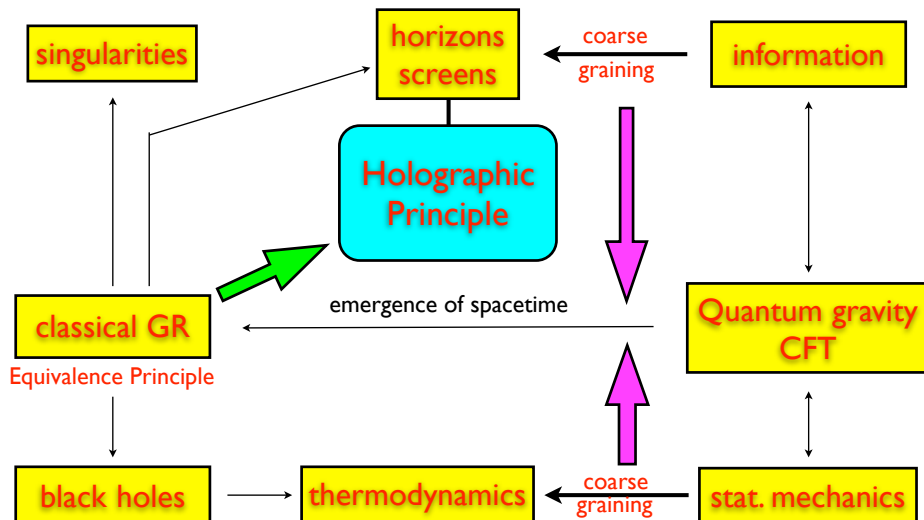 singularities
horizons
screens
coarse
graining
information
Holographic
Principle
emergence of spacetime
classical GR
Quantum gravity
CFT
Equivalence Principle
black holes
thermodynamics
coarse
graining
stat. mechanics